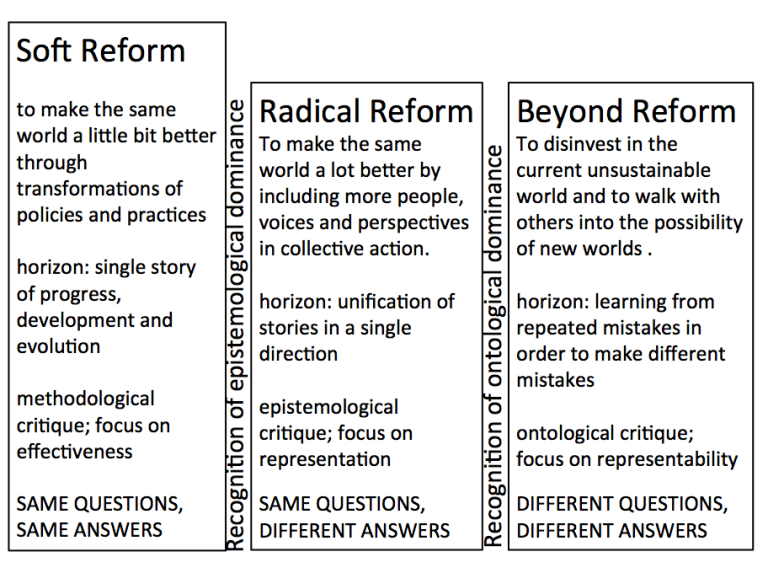 Soft Reform
to make the same
world a little bit better
through
transformations of
policies and practices
horizon: single story
of progress,
development and
evolution
methodological
critique; focus on
effectiveness
SAME QUESTIONS,
SAME ANSWERS
Recognition of epistemological dominance
Radical Reform
To make the same
world a lot better by
including more people,
voices and perspectives
in collective action.
horizon: unification of
stories in a single
direction
epistemological
critique; focus on
representation
SAME QUESTIONS,
DIFFERENT ANSWERS
Recognition of ontological dominance
Beyond Reform
To disinvest in the
current unsustainable
world and to walk with
others into the possibility
of new worlds .
horizon: learning from
repeated mistakes in
order to make different
mistakes
ontological critique;
focus on representability
DIFFERENT QUESTIONS,
DIFFERENT ANSWERS